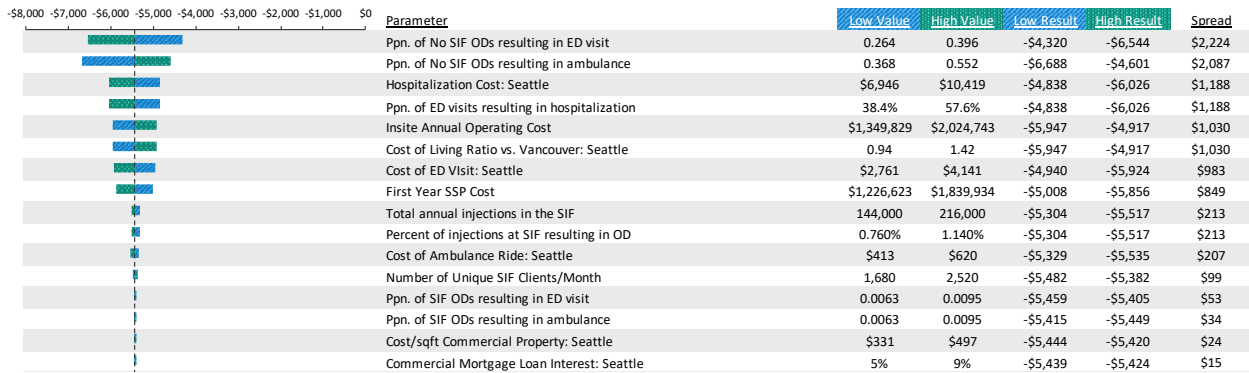 -$8,000 -$7,000 -$6,000 -$5,000 -$4,000 -$3,000 -$2,000 -$1,000 $0
Parameter Low Value High Value Low Result High Result Spread
Ppn. of No SIF ODs resulting in ED visit 0.264 0.396 -$4,320 -$6,544 $2,224
Ppn. of No SIF ODs resulting in ambulance 0.368 0.552 -$6,688 -$4,601 $2,087
Hospitalization Cost: Seattle $6,946 $10,419 -$4,838 -$6,026 $1,188
Ppn. of ED visits resulting in hospitalization 38.4% 57.6% -$4,838 -$6,026 $1,188
Insite Annual Operating Cost $1,349,829 $2,024,743 -$5,947 -$4,917 $1,030
Cost of Living Ratio vs. Vancouver: Seattle 0.94 1.42 -$5,947 -$4,917 $1,030
Cost of ED VIsit: Seattle $2,761 $4,141 -$4,940 -$5,924 $983
First Year SSP Cost $1,226,623 $1,839,934 -$5,008 -$5,856 $849
Total annual injections in the SIF 144,000 216,000 -$5,304 -$5,517 $213
Percent of injections at SIF resulting in OD 0.760% 1.140% -$5,304 -$5,517 $213
Cost of Ambulance Ride: Seattle $413 $620 -$5,329 -$5,535 $207
Number of Unique SIF Clients/Month 1,680 2,520 -$5,482 -$5,382 $99
Ppn. of SIF ODs resulting in ED visit 0.0063 0.0095 -$5,459 -$5,405 $53
Ppn. of SIF ODs resulting in ambulance 0.0063 0.0095 -$5,415 -$5,449 $34
Cost/sqft Commercial Property: Seattle $331 $497 -$5,444 -$5,420 $24
Commercial Mortgage Loan Interest: Seattle 5% 9% -$5,439 -$5,424 $15